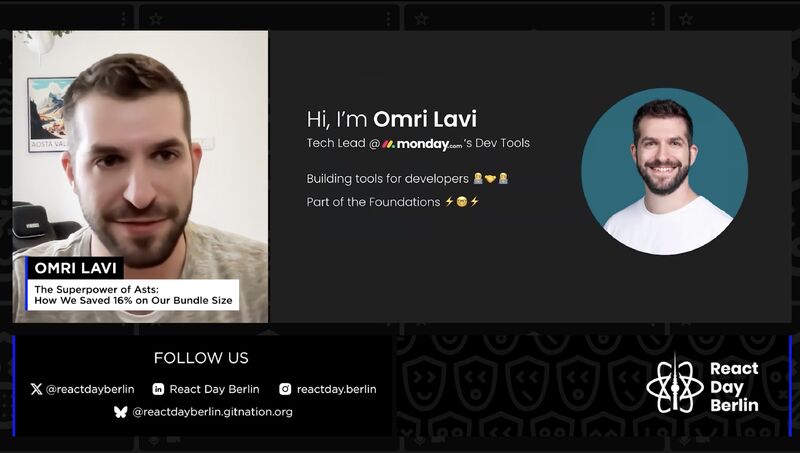 AOSTA VALLEY
OMRI LAVI
The Superpower of Asts:
How We Saved 16% on Our Bundle Size
Hi, I'm Omri Lavi
Tech Lead @ monday.com's Dev Tools
Building tools for developers 👨‍💻🤝👨‍💻
Part of the Foundations ⚡🤓⚡
FOLLOW US
@reactdayberlin
React Day Berlin
reactday.berlin
@reactdayberlin.gitnation.org
React
Day
Berlin